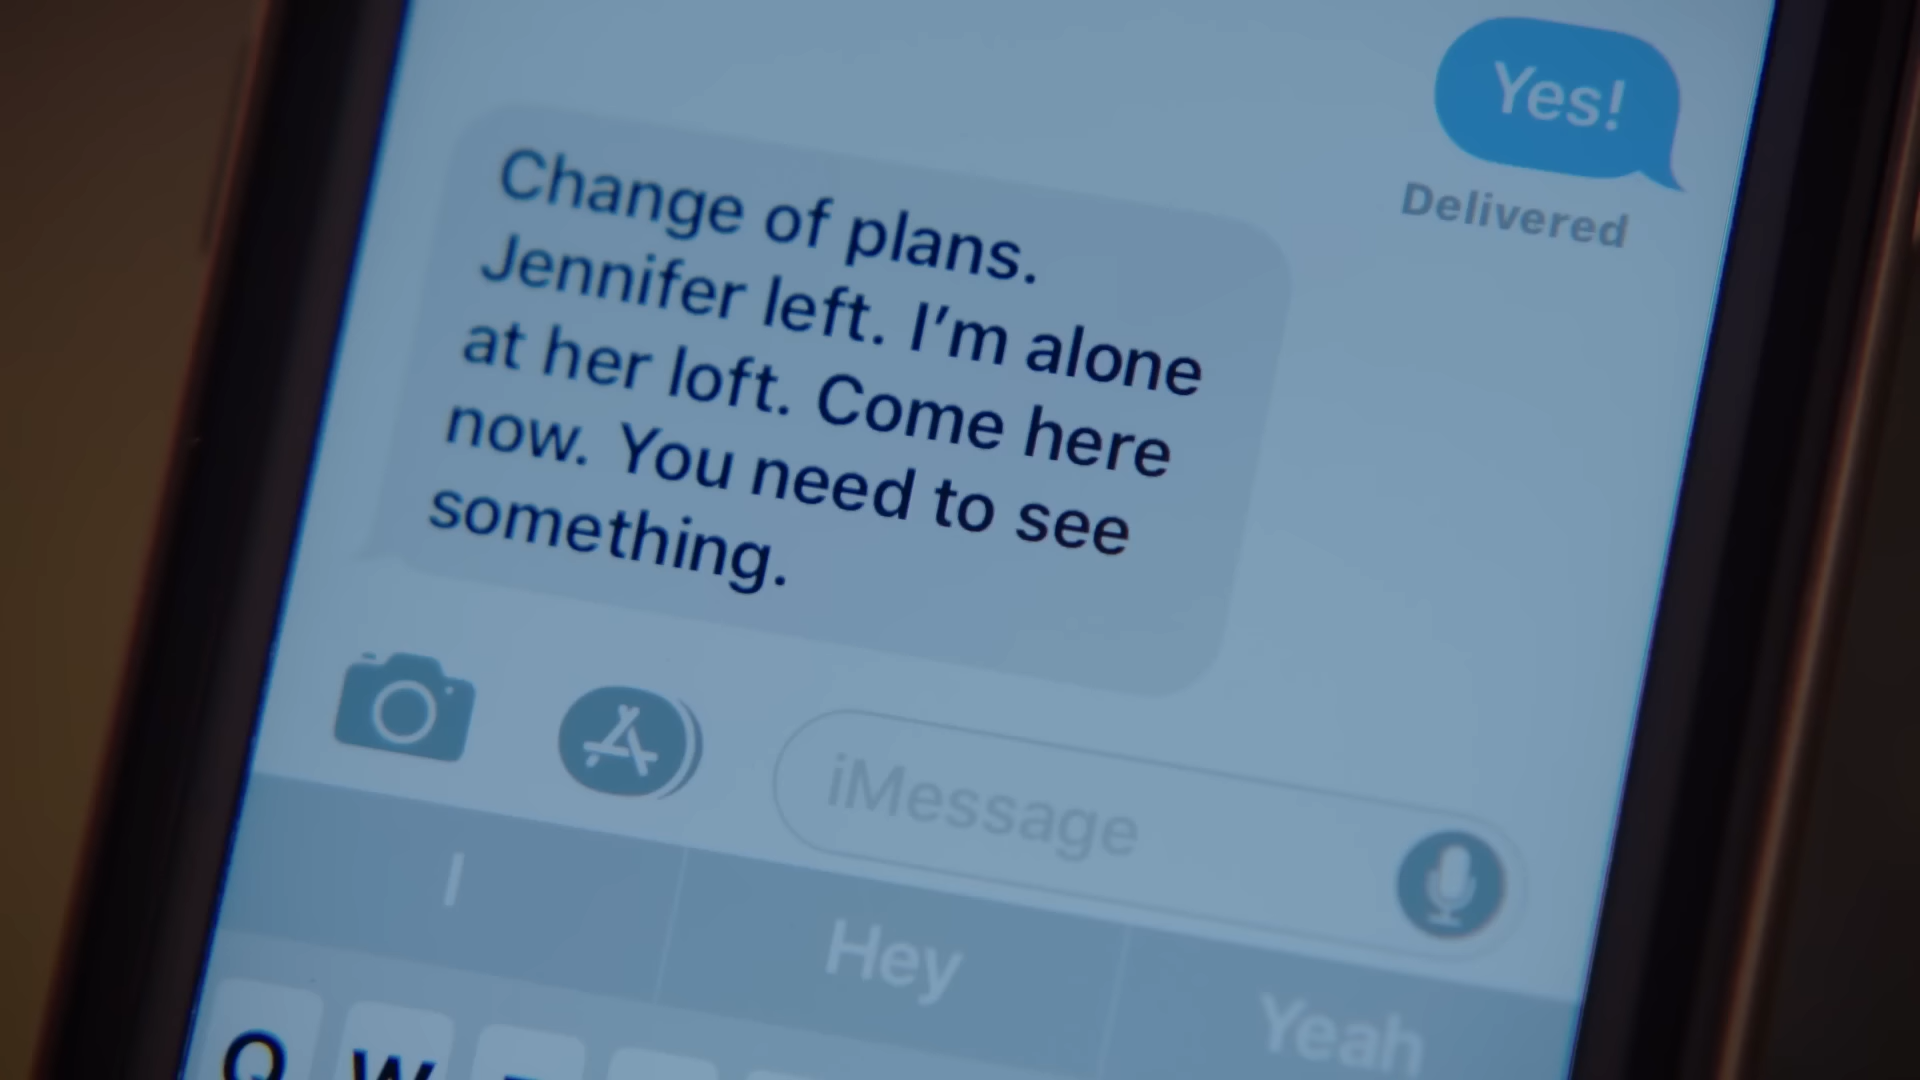 Yes!
Delivered
Change of plans.
Jennifer left. I'm alone
at her loft. Come here
now. You need to see
something.
iMessage
I
Hey
Yeah
Q
W